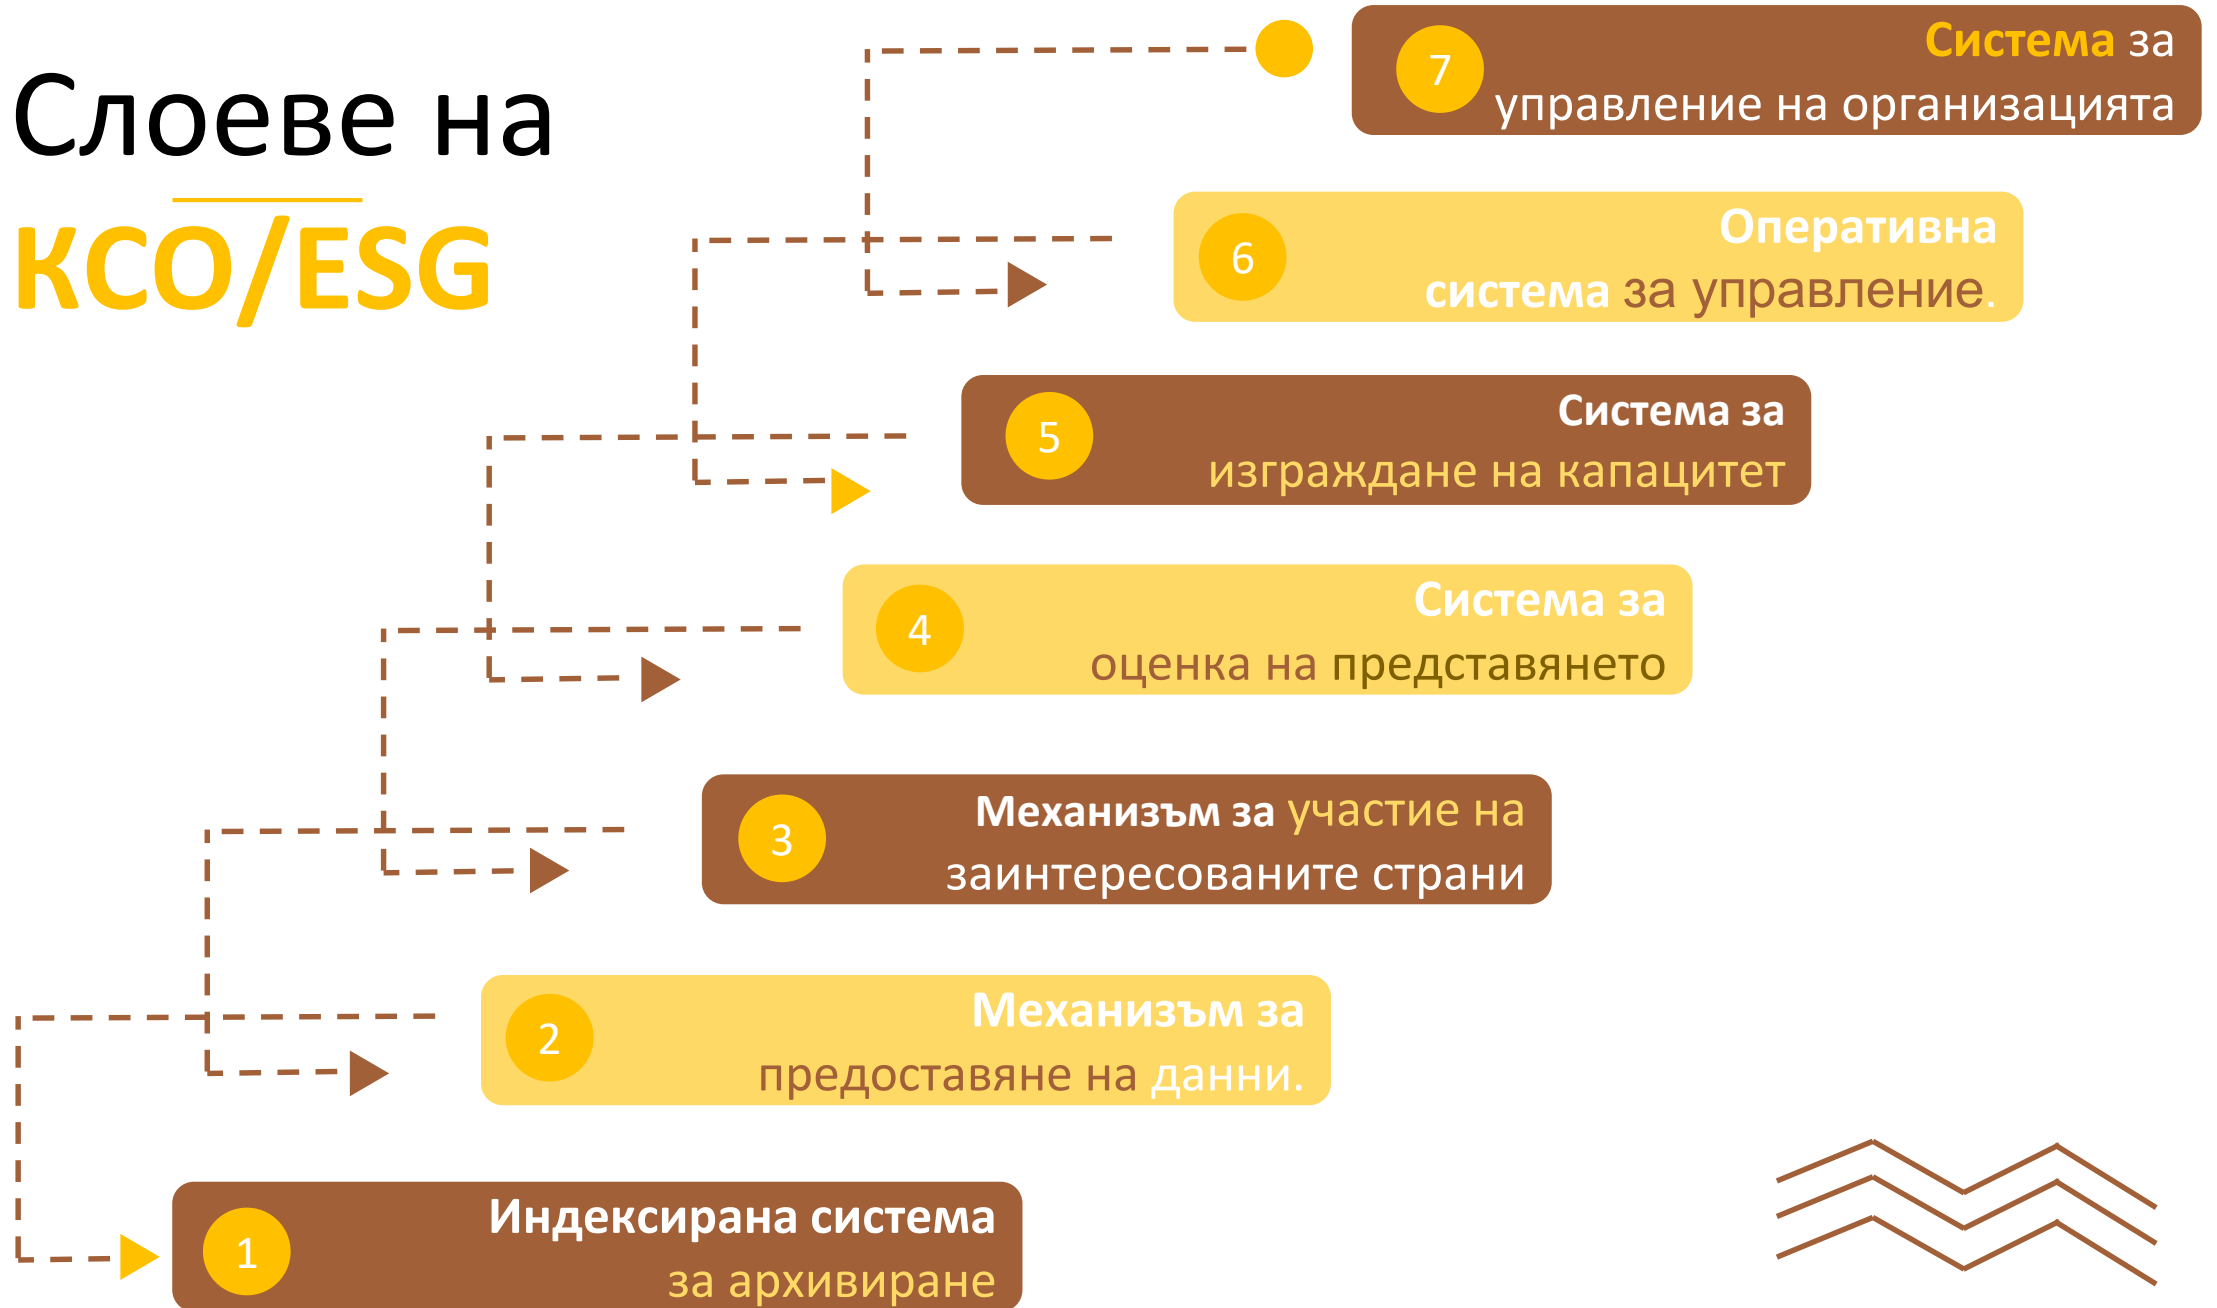 Слоеве на
КСО/ESG
7
Система за
управление на организацията
6
Оперативна
система за управление.
5
Система за
изграждане на капацитет
4
Система за
оценка на представянето
3
Механизъм за участие на
заинтересованите страни
2
Механизъм за
предоставяне на данни.
1
Индексирана система
за архивиране